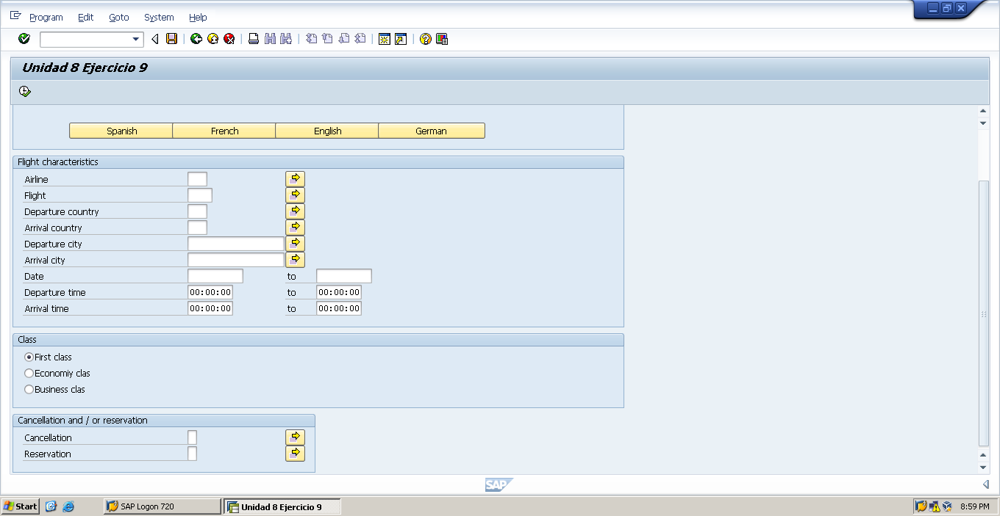 Program Edit Goto System Help
Unidad 8 Ejercicio 9
Spanish French English German
Flight characteristics
Airline
Flight
Departure country
Arrival country
Departure city
Arrival city
Date to
Departure time 00:00:00 to 00:00:00
Arrival time 00:00:00 to 00:00:00
Class
First class
Economiy clas
Business clas
Cancellation and / or reservation
Cancellation
Reservation
SAP
Start SAP Logon 720 Unidad 8 Ejercicio 9 8:59 PM